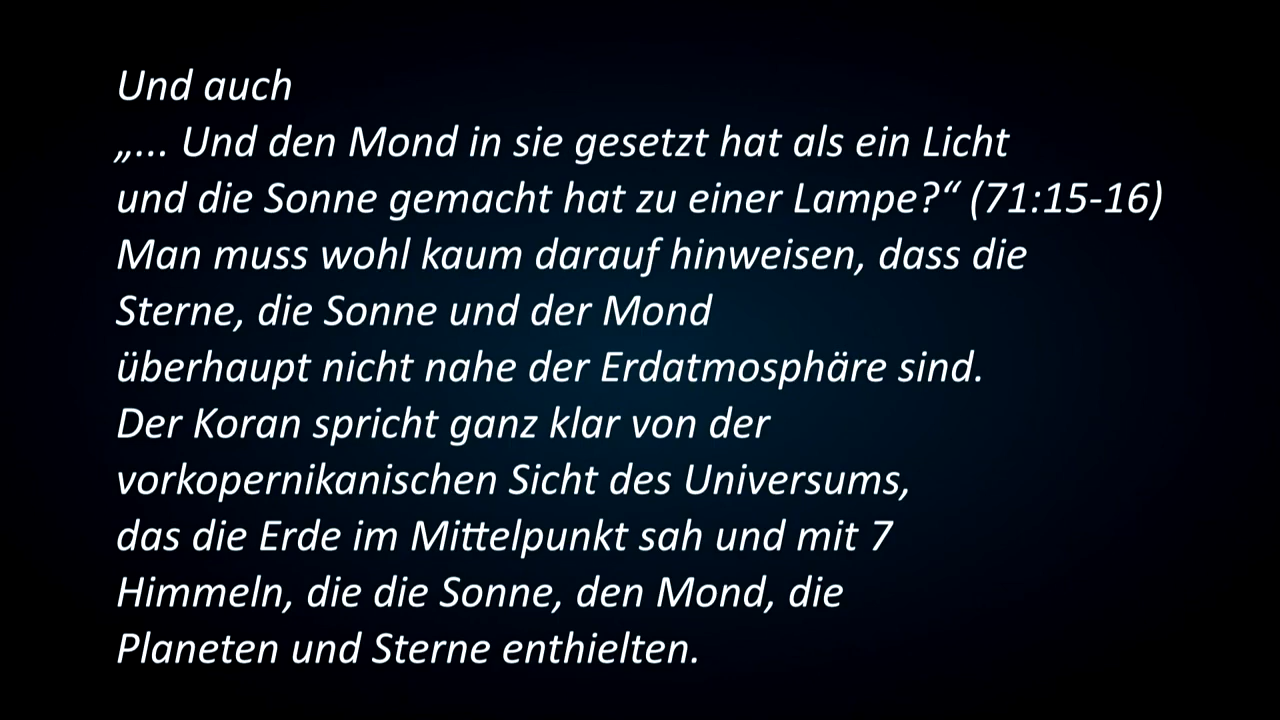 Und auch
„... Und den Mond in sie gesetzt hat als ein Licht
und die Sonne gemacht hat zu einer Lampe?“ (71:15-16)
Man muss wohl kaum darauf hinweisen, dass die
Sterne, die Sonne und der Mond
überhaupt nicht nahe der Erdatmosphäre sind.
Der Koran spricht ganz klar von der
vorkopernikanischen Sicht des Universums,
das die Erde im Mittelpunkt sah und mit 7
Himmeln, die die Sonne, den Mond, die
Planeten und Sterne enthielten.